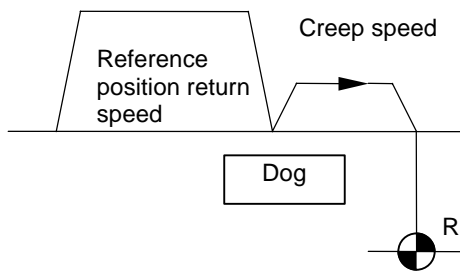 Creep speed
Reference
position return
speed
Dog
R